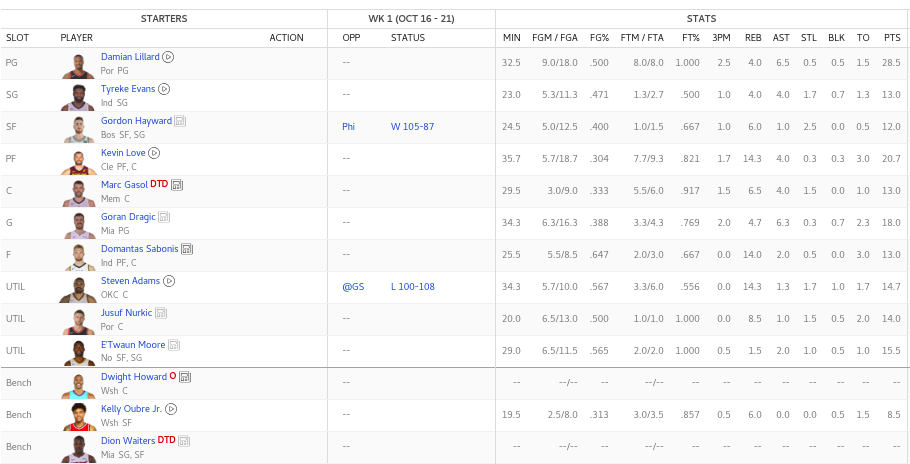 STARTERS WK 1 (OCT 16 - 21) STATS
SLOT PLAYER ACTION OPP STATUS MIN FGM / FGA FG% FTM / FTA FT% 3PM REB AST STL BLK TO PTS
PG Damian Lillard -- 32.5 9.0/18.0 .500 8.0/8.0 1.000 2.5 4.0 6.5 0.5 0.5 1.5 28.5
Por PG
SG Tyreke Evans -- 23.0 5.3/11.3 .471 1.3/2.7 .500 1.0 4.0 4.0 1.7 0.7 1.3 13.0
Ind SG
SF Gordon Hayward Phi W 105-87 24.5 5.0/12.5 .400 1.0/1.5 .667 1.0 6.0 1.0 2.5 0.0 0.5 12.0
Bos SF, SG
PF Kevin Love -- 35.7 5.7/18.7 .304 7.7/9.3 .821 1.7 14.3 4.0 0.3 0.3 3.0 20.7
Cle PF, C
C Marc Gasol DTD -- 29.5 3.0/9.0 .333 5.5/6.0 .917 1.5 6.5 4.0 1.5 0.0 1.0 13.0
Mem C
G Goran Dragic -- 34.3 6.3/16.3 .388 3.3/4.3 .769 2.0 4.7 6.3 0.3 0.7 2.3 18.0
Mia PG
F Domantas Sabonis -- 25.5 5.5/8.5 .647 2.0/3.0 .667 0.0 14.0 2.0 0.5 0.0 3.0 13.0
Ind PF, C
UTIL Steven Adams @GS L 100-108 34.3 5.7/10.0 .567 3.3/6.0 .556 0.0 14.3 1.3 1.7 1.0 1.7 14.7
OKC C
UTIL Jusuf Nurkic -- 20.0 6.5/13.0 .500 1.0/1.0 1.000 0.0 8.5 1.0 1.5 0.5 2.0 14.0
Por C
UTIL E'Twaun Moore -- 29.0 6.5/11.5 .565 2.0/2.0 1.000 0.5 1.5 2.0 1.0 0.5 1.0 15.5
No SF, SG
Bench Dwight Howard O -- -- --/-- -- --/-- -- -- -- -- -- -- -- --
Wsh C
Bench Kelly Oubre Jr. -- 19.5 2.5/8.0 .313 3.0/3.5 .857 0.5 6.0 0.0 0.0 0.5 1.5 8.5
Wsh SF
Bench Dion Waiters DTD -- -- --/-- -- --/-- -- -- -- -- -- -- -- --
Mia SG, SF